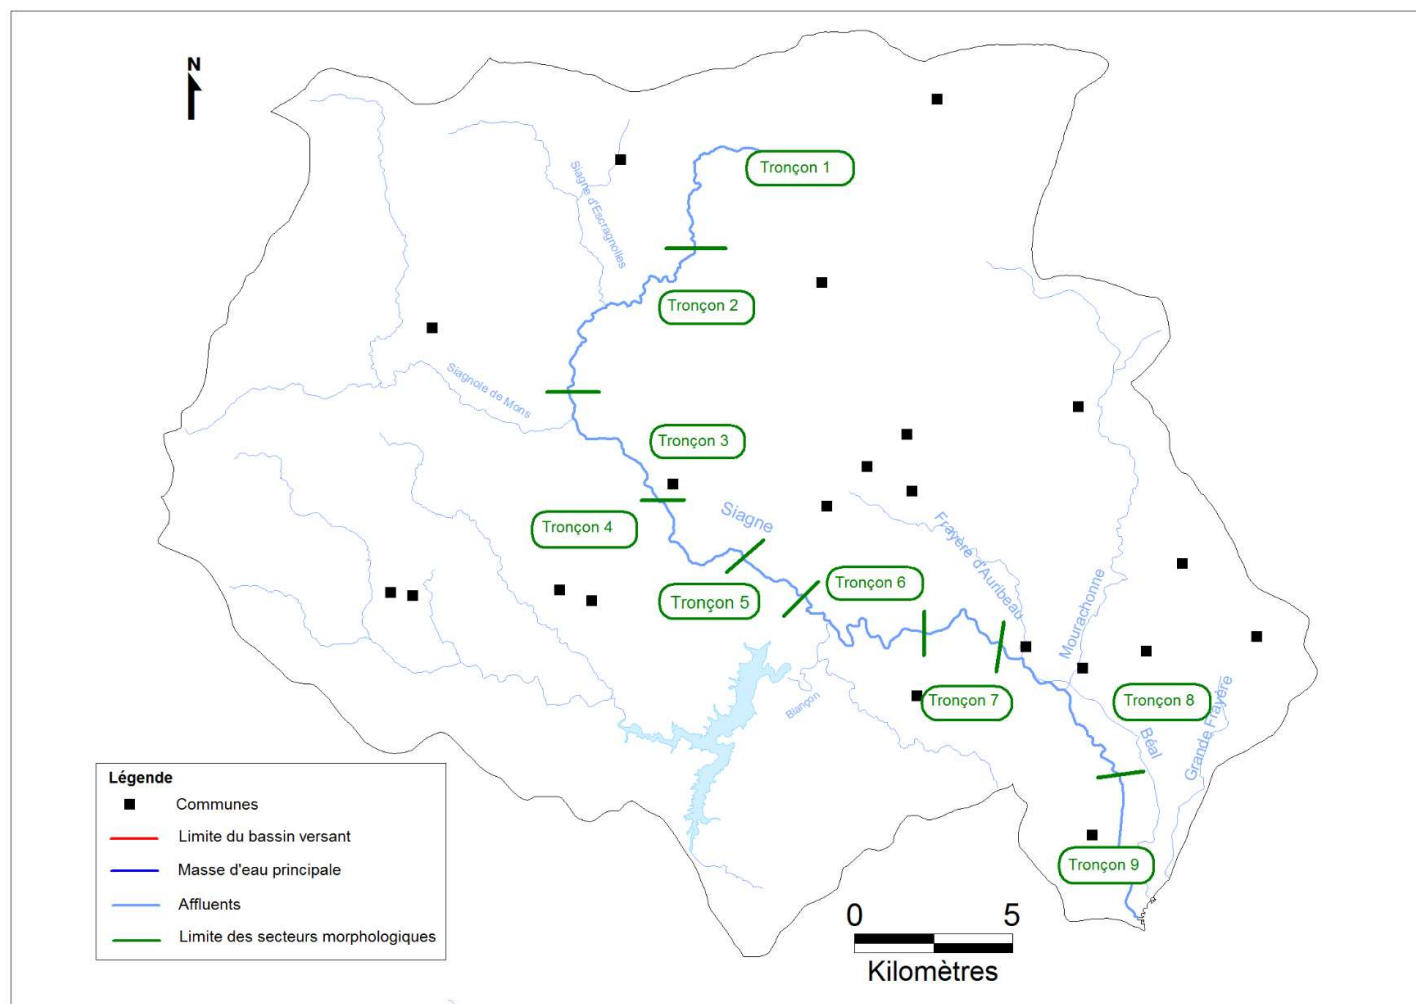 N
Tronçon 1
Siagne d'Escragnolles
Tronçon 2
Siagnole de Mons
Tronçon 3
Siagne
Tronçon 4
Frayère d'Auribeau
Tronçon 5
Tronçon 6
Mourachonne
Biançon
Tronçon 7
Tronçon 8
Béal
Grande Frayère
Tronçon 9
Légende
Communes
Limite du bassin versant
Masse d'eau principale
Affluents
Limite des secteurs morphologiques
0 5
Kilomètres